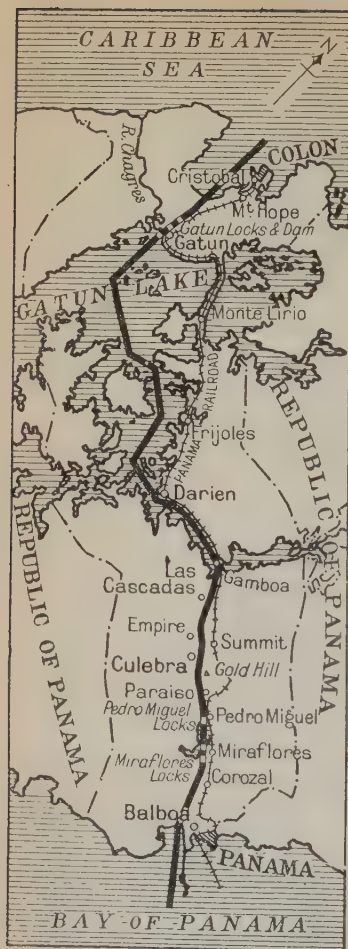 CARIBBEAN
SEA
N
R. Chagres
COLON
Cristobal
Mt Hope
Gatun Locks & Dam
Gatun
GATUN LAKE
Monte Lirio
PANAMA RAILROAD
Frijoles
REPUBLIC OF PANAMA
Darien
REPUBLIC OF PANAMA
Las
Cascadas
Gamboa
Empire
Summit
Culebra
Gold Hill
Paraiso
Pedro Miguel
Locks
Pedro Miguel
Miraflores
Miraflores
Locks
Corozal
Balboa
PANAMA
BAY OF PANAMA